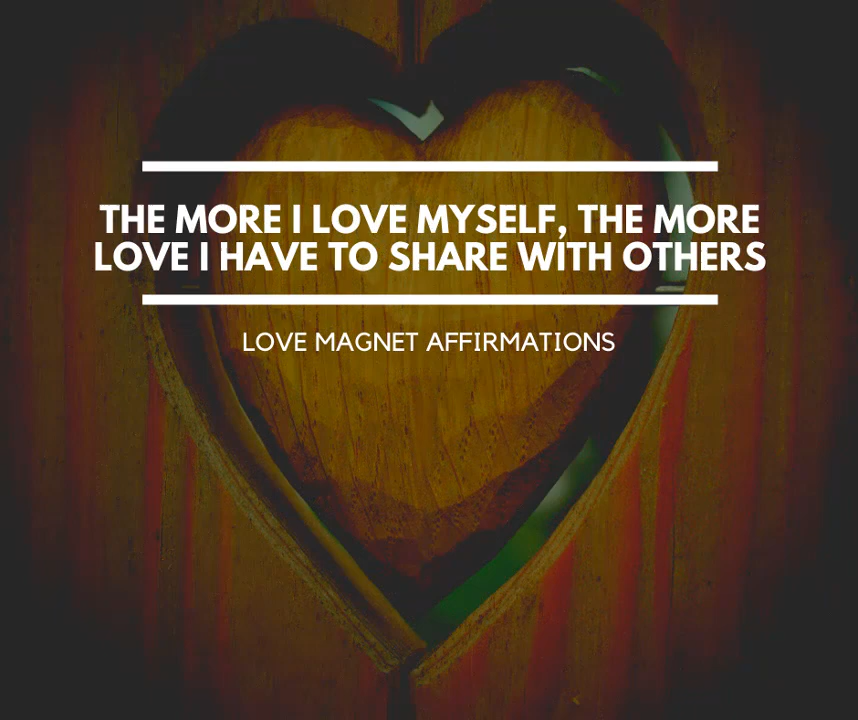 THE MORE I LOVE MYSELF, THE MORE
LOVE I HAVE TO SHARE WITH OTHERS
LOVE MAGNET AFFIRMATIONS